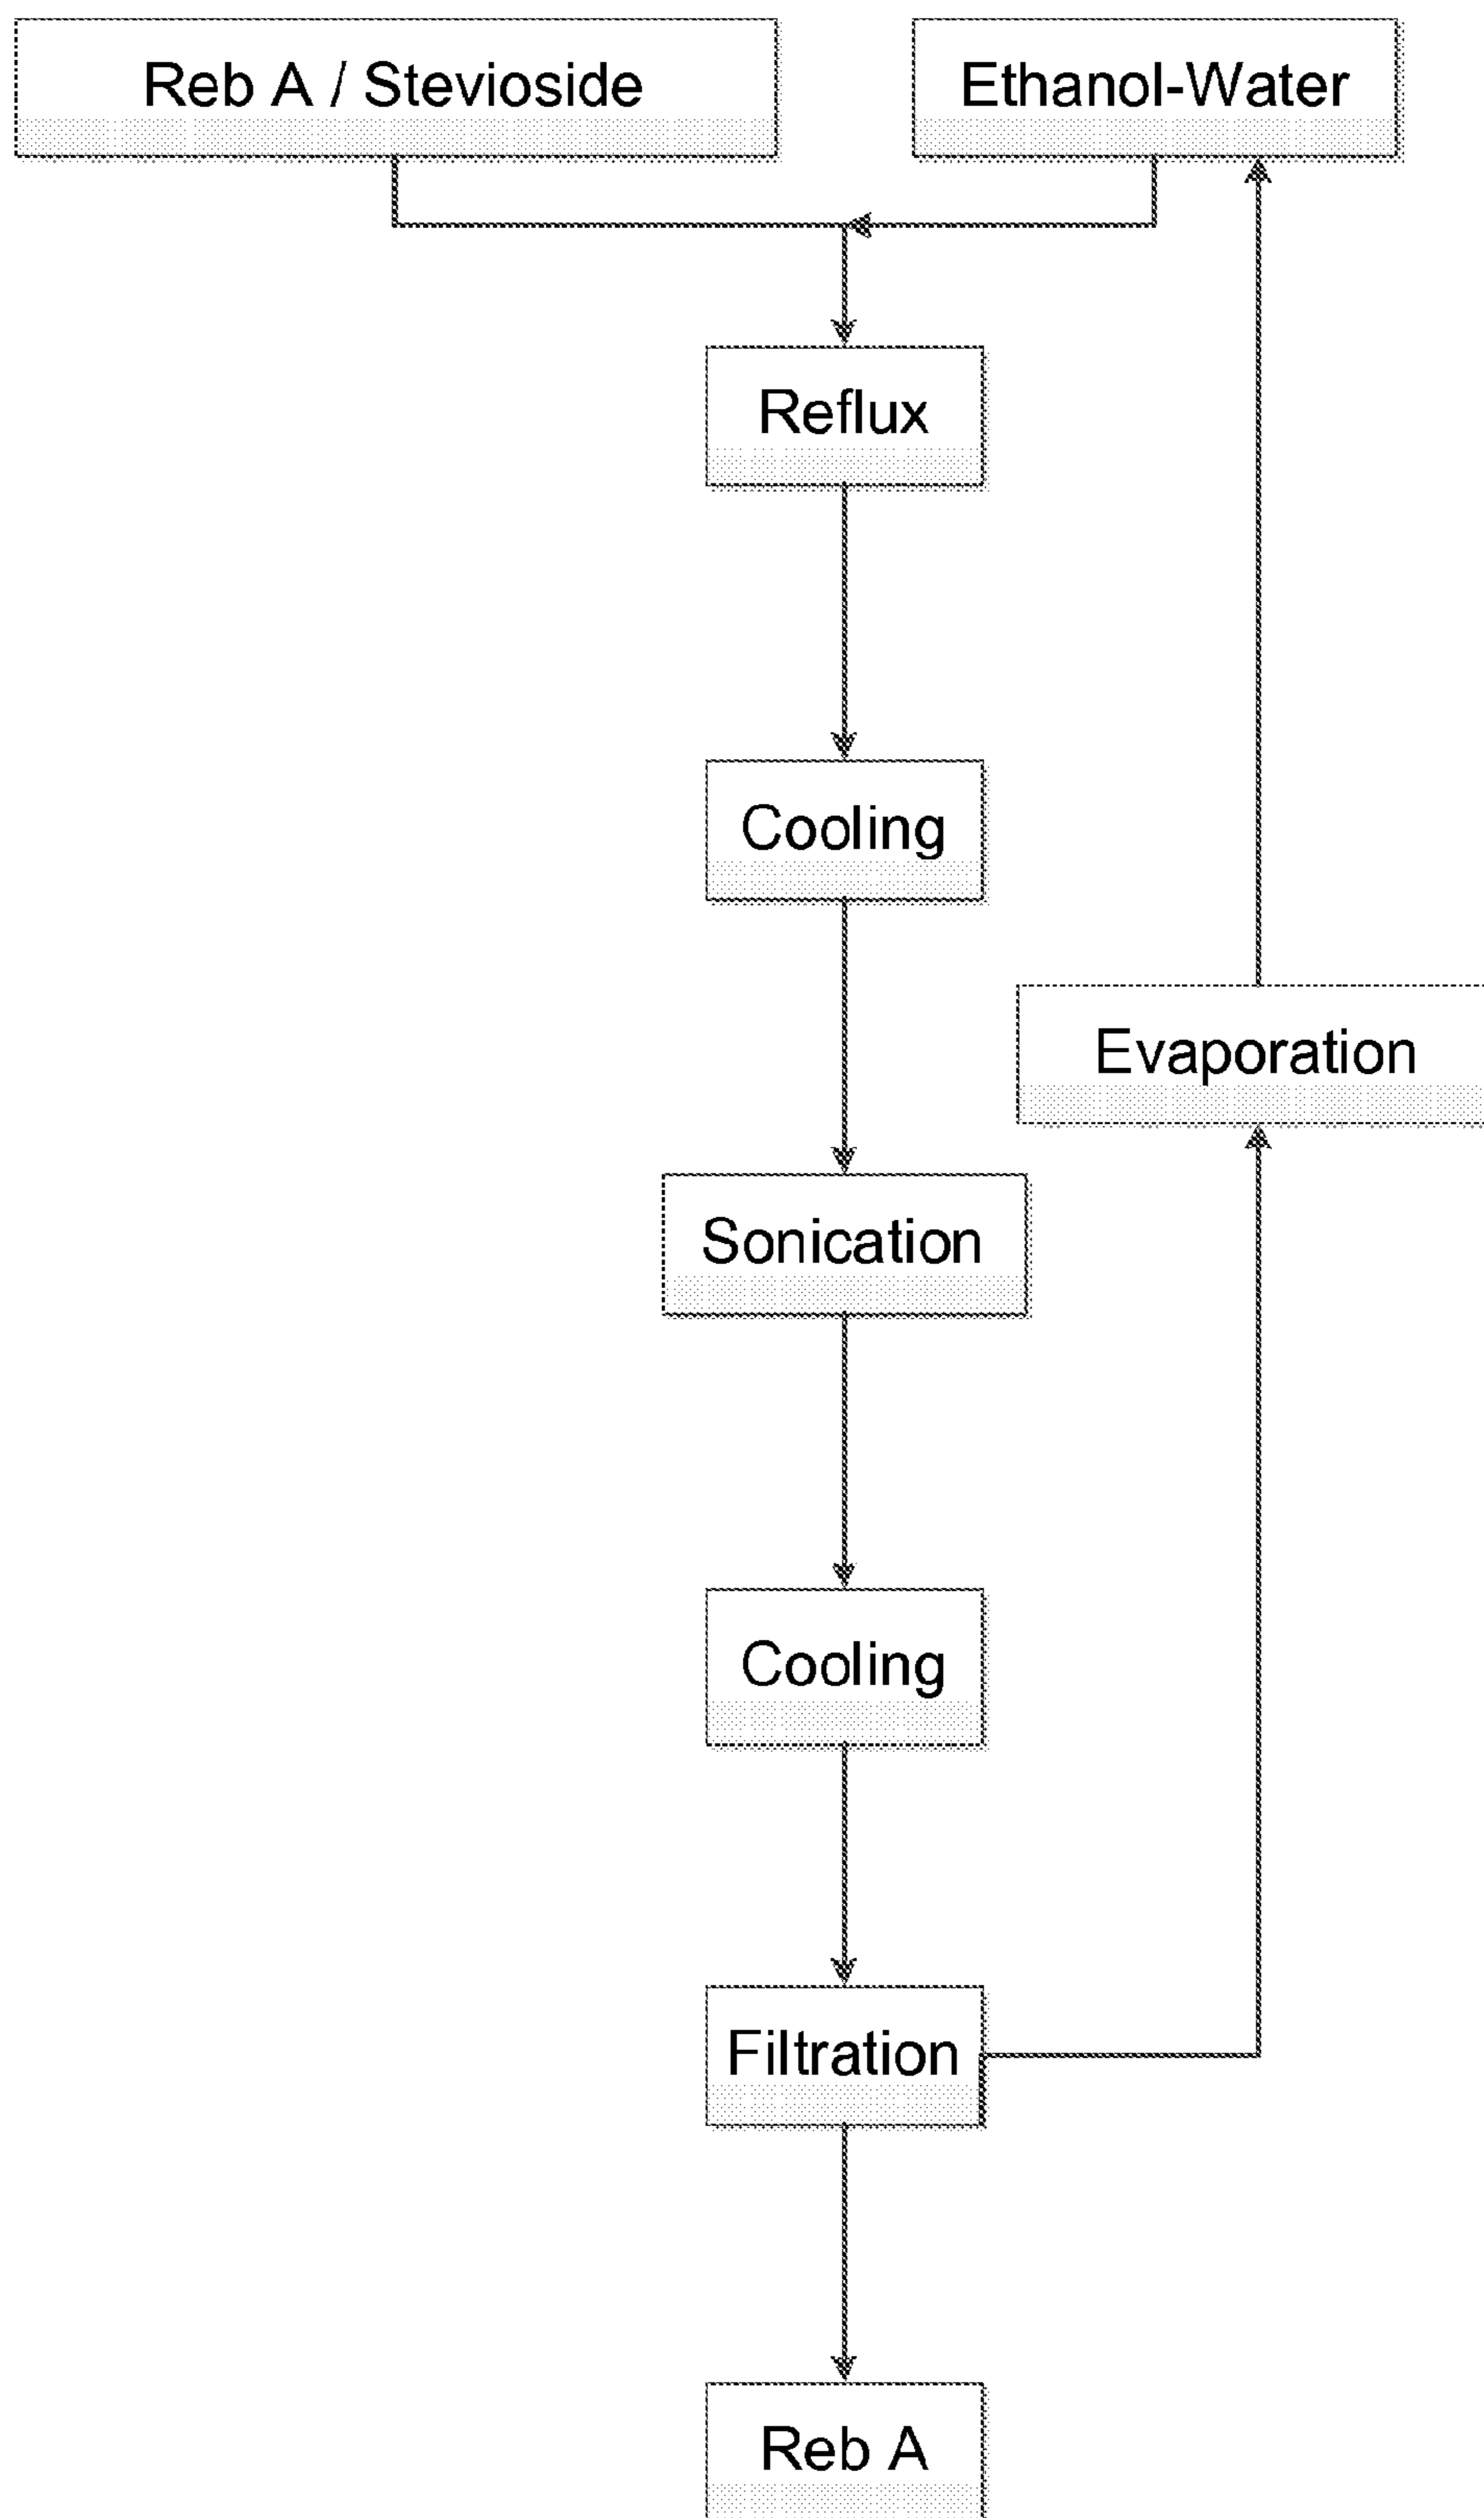 Reb A / Stevioside
Ethanol-Water
Reflux
Cooling
Evaporation
Sonication
Cooling
Filtration
Reb A